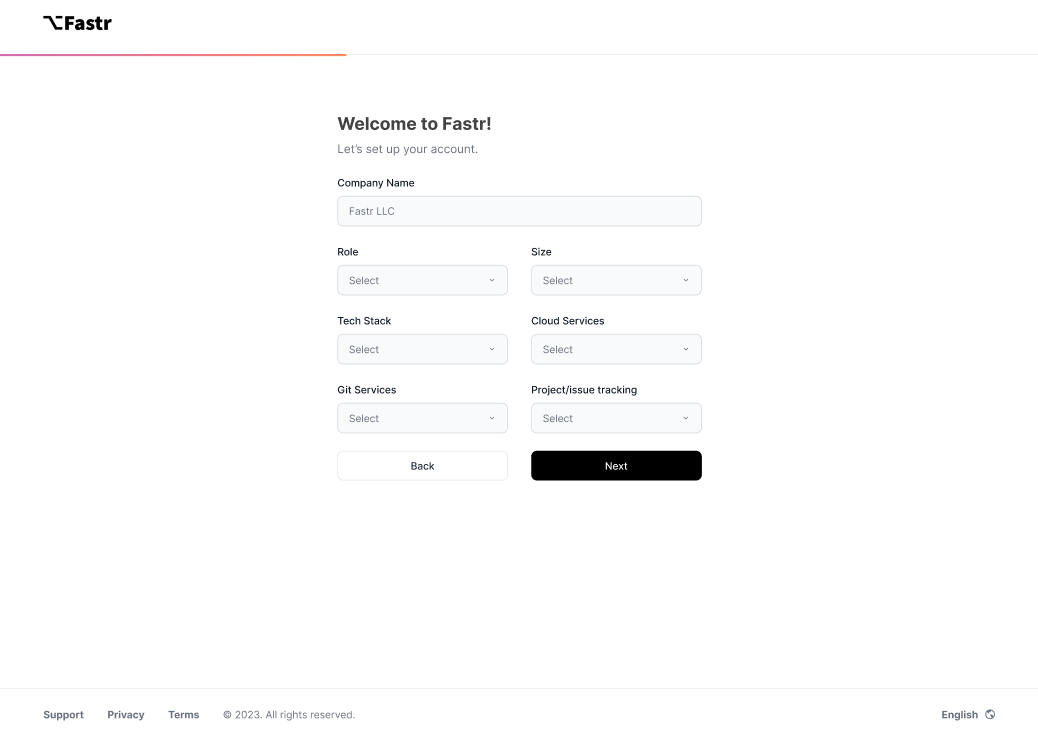 ⌥Fastr
Welcome to Fastr!
Let's set up your account.
Company Name
Fastr LLC
Role
Size
Select
Select
Tech Stack
Cloud Services
Select
Select
Git Services
Project/issue tracking
Select
Select
Back
Next
Support
Privacy
Terms
© 2023. All rights reserved.
English